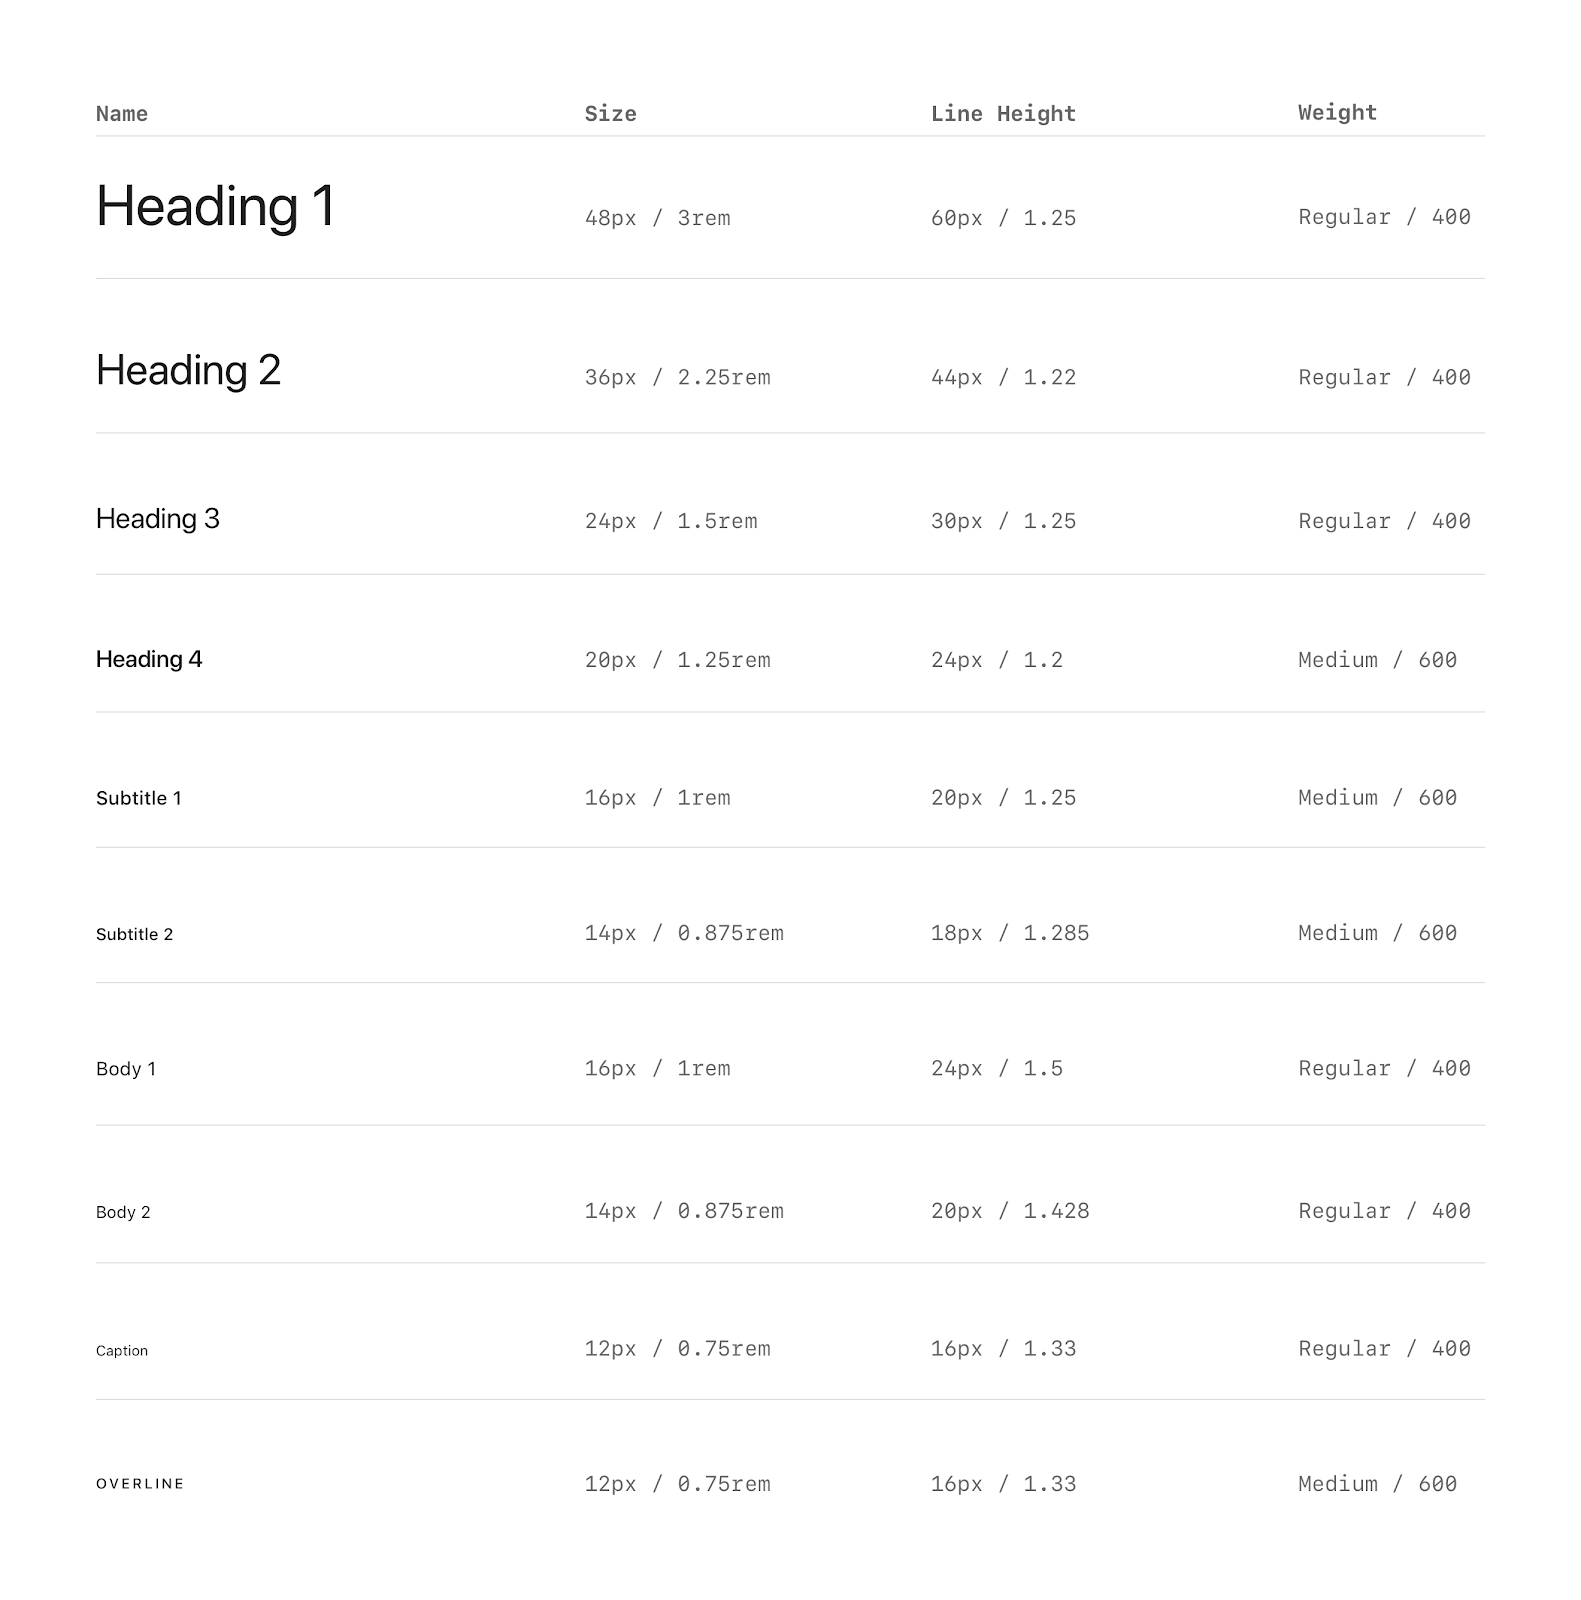 Name Size Line Height Weight
Heading 1 48px / 3rem 60px / 1.25 Regular / 400
Heading 2 36px / 2.25rem 44px / 1.22 Regular / 400
Heading 3 24px / 1.5rem 30px / 1.25 Regular / 400
Heading 4 20px / 1.25rem 24px / 1.2 Medium / 600
Subtitle 1 16px / 1rem 20px / 1.25 Medium / 600
Subtitle 2 14px / 0.875rem 18px / 1.285 Medium / 600
Body 1 16px / 1rem 24px / 1.5 Regular / 400
Body 2 14px / 0.875rem 20px / 1.428 Regular / 400
Caption 12px / 0.75rem 16px / 1.33 Regular / 400
OVERLINE 12px / 0.75rem 16px / 1.33 Medium / 600